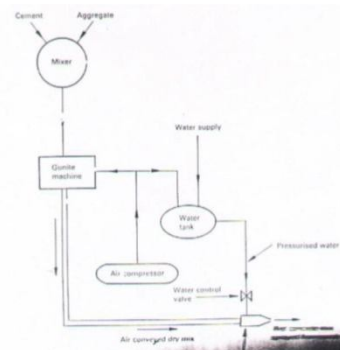 Cement
Aggregate
Mixer
Water supply
Gunite
machine
Water
tank
Air compressor
Pressurised water
Water control
valve
Air conveyed dry mix